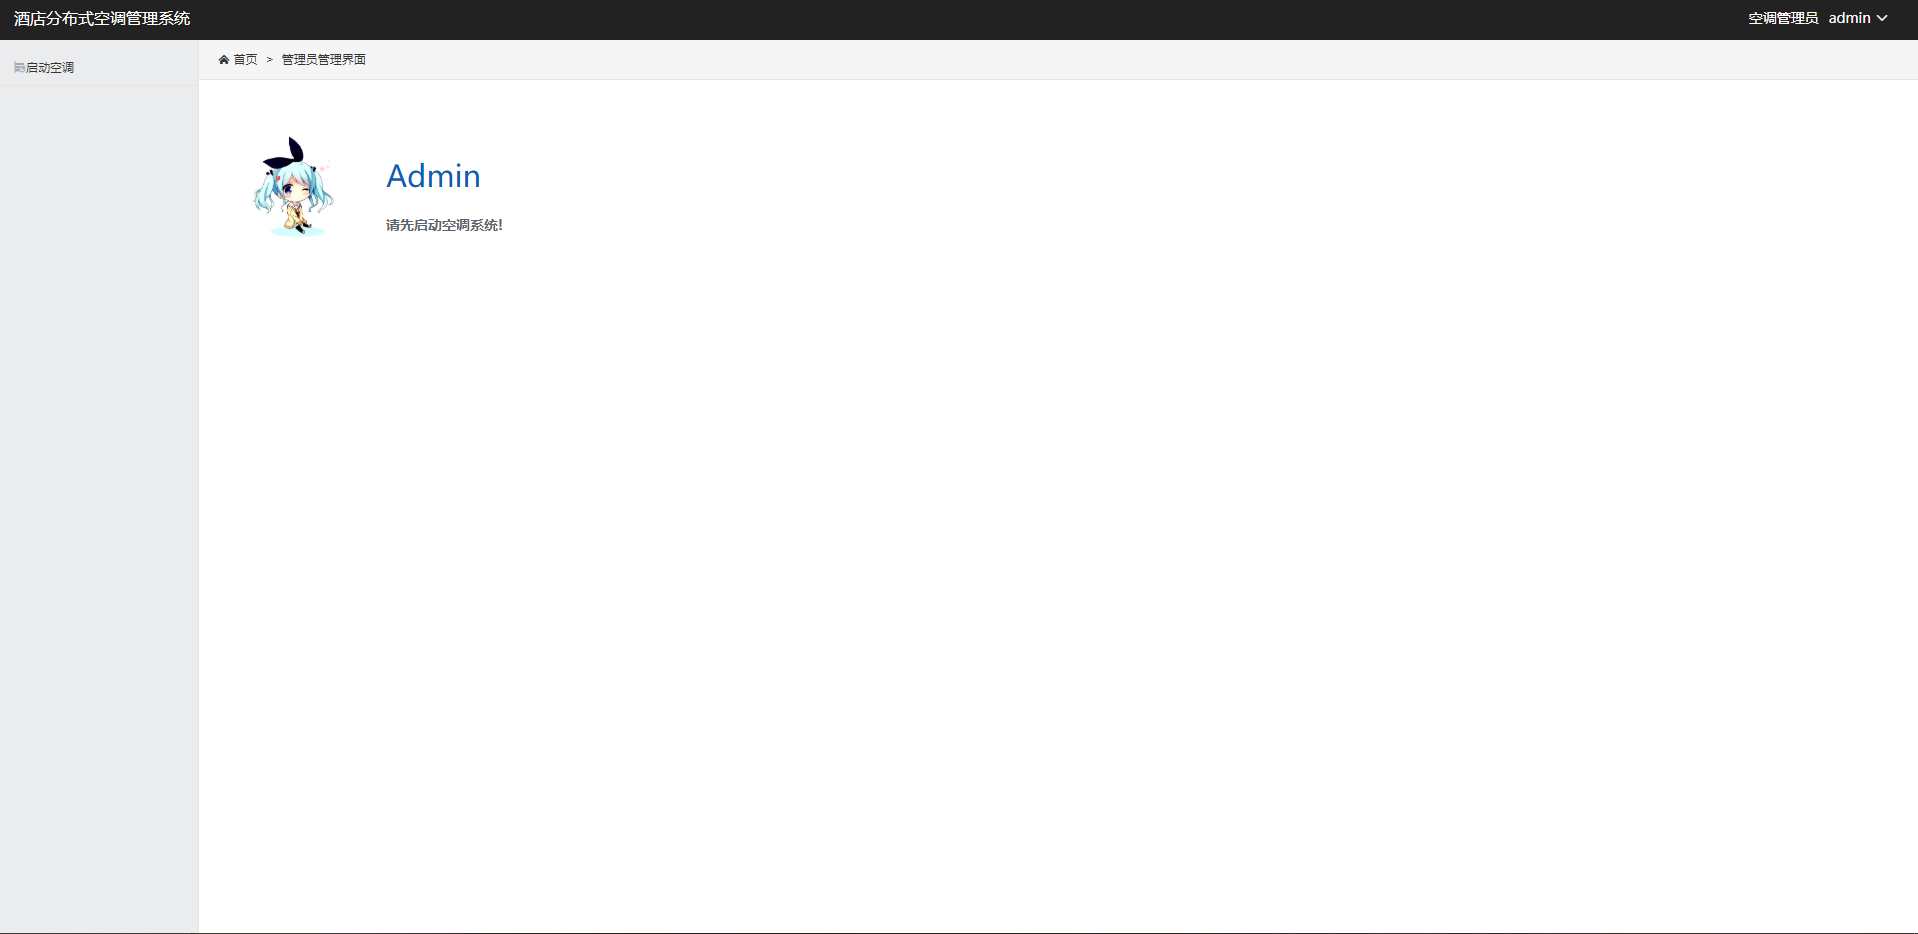 酒店分布式空调管理系统
空调管理员 admin
启动空调
首页 > 管理员管理界面
Admin
请先启动空调系统!